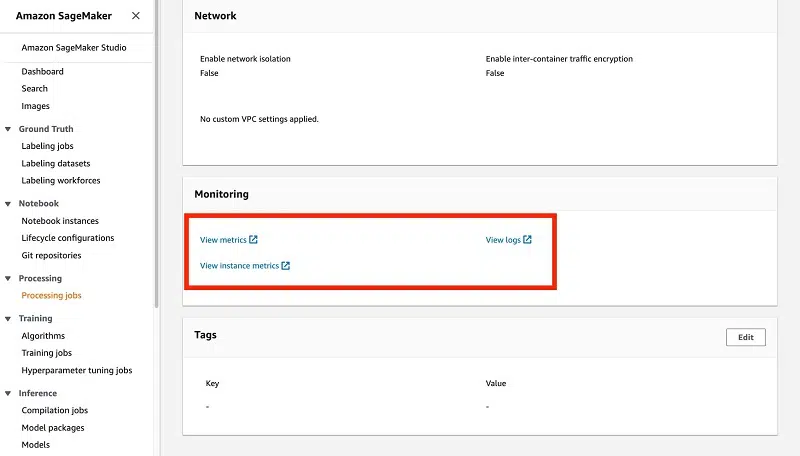 Amazon SageMaker
Amazon SageMaker Studio
Dashboard
Search
Images
Ground Truth
Labeling jobs
Labeling datasets
Labeling workforces
Notebook
Notebook instances
Lifecycle configurations
Git repositories
Processing
Processing jobs
Training
Algorithms
Training jobs
Hyperparameter tuning jobs
Inference
Compilation jobs
Model packages
Models
Network
Enable network isolation
False
Enable inter-container traffic encryption
False
No custom VPC settings applied.
Monitoring
View metrics
View logs
View instance metrics
Tags
Edit
Key
Value
-
-